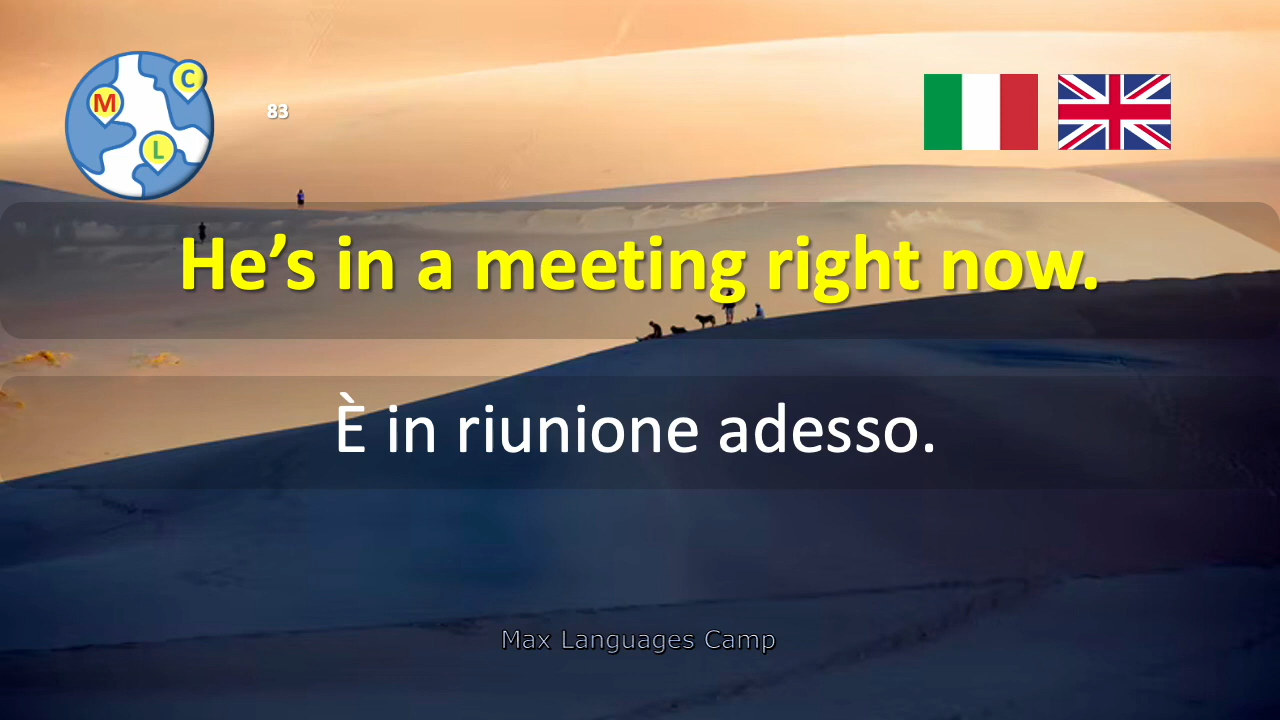 C
M
L
83
He’s in a meeting right now.
È in riunione adesso.
Max Languages Camp